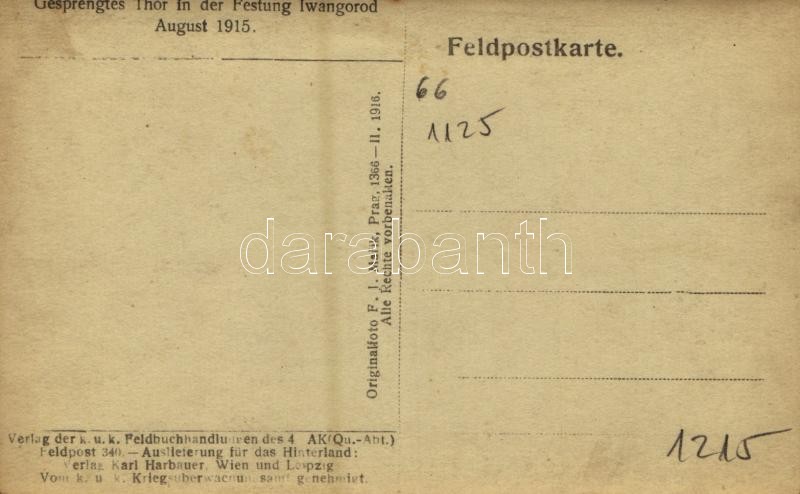 Gesprengtes Thor in der Festung Iwangorod
August 1915.
Feldpostkarte.
66
1125
Originalfoto F. J. Marik, Prag, 1366—II. 1916.
Alle Rechte vorbehalten.
darabanth
Verlag der k. u. k. Feldbuchhandlungen des 4 AK(Qu.-Abt.)
Feldpost 340.—Auslieferung für das Hinterland:
Verlag Karl Harbauer, Wien und Leipzig
Vom k. u. k. Kriegsüberwachungsamt genehmigt.
1215